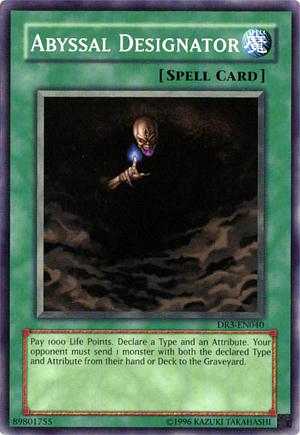 ABYSSAL DESIGNATOR 魔
[SPELL CARD]
DR3-EN040
Pay 1000 Life Points. Declare a Type and an Attribute. Your
opponent must send 1 monster with both the declared Type
and Attribute from their hand or Deck to the Graveyard.
89801755
©1996 KAZUKI TAKAHASHI